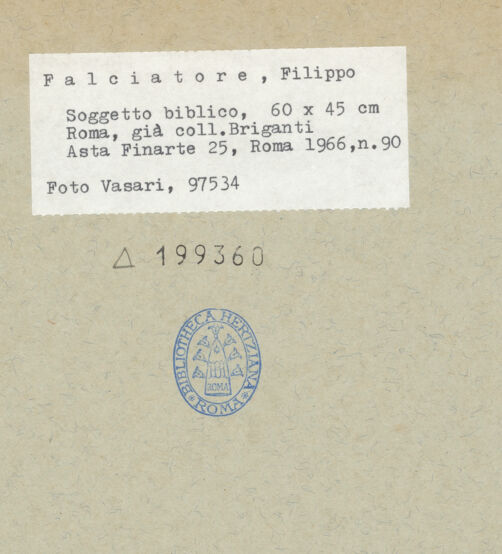 Falciatore, Filippo
Soggetto biblico, 60 x 45 cm
Roma, già coll.Briganti
Asta Finarte 25, Roma 1966,n.90
Foto Vasari, 97534
△ 199360
BIBLIOTHECA HERTZIANA
ROMA
ROMA